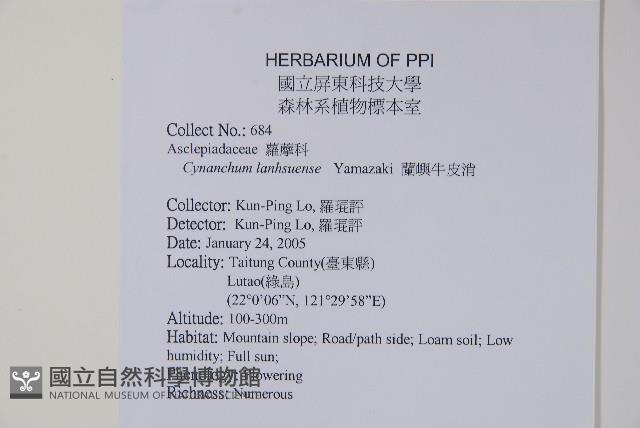 HERBARIUM OF PPI
國立屏東科技大學
森林系植物標本室
Collect No.: 684
Asclepiadaceae 蘿藦科
Cynanchum lanhsuense Yamazaki 蘭嶼牛皮消
Collector: Kun-Ping Lo, 羅琨評
Detector: Kun-Ping Lo, 羅琨評
Date: January 24, 2005
Locality: Taitung County(臺東縣)
Lutao(綠島)
(22°0'06"N, 121°29'58"E)
Altitude: 100-300m
Habitat: Mountain slope; Road/path side; Loam soil; Low
humidity; Full sun;
Flowering
Richness: Numerous
國立自然科學博物館
NATIONAL MUSEUM OF NATURAL SCIENCE